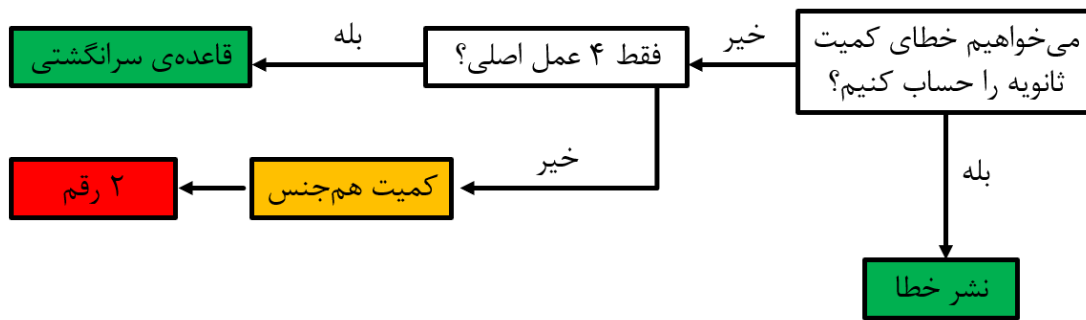 می‌خواهیم خطای کمیت
ثانویه را حساب کنیم؟
خیر
فقط ۴ عمل اصلی؟
بله
قاعده‌ی سرانگشتی
خیر
کمیت هم‌جنس
۲ رقم
بله
نشر خطا